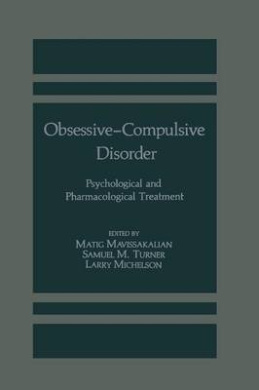 Obsessive-Compulsive
Disorder
Psychological and
Pharmacological Treatment
EDITED BY
MATIG MAVISSAKALIAN
SAMUEL M. TURNER
LARRY MICHELSON